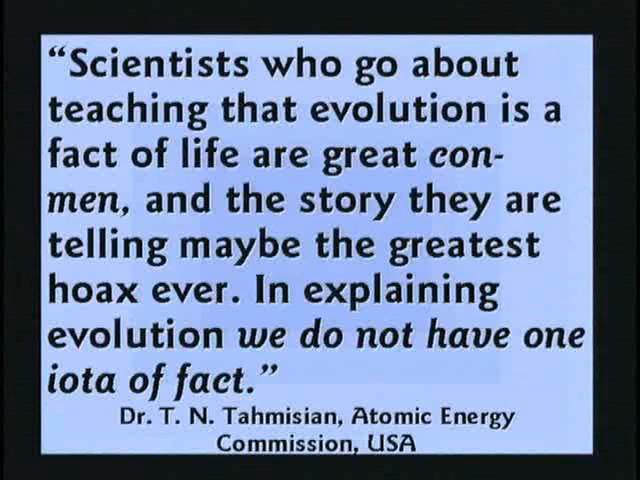 “Scientists who go about
teaching that evolution is a
fact of life are great con-
men, and the story they are
telling maybe the greatest
hoax ever. In explaining
evolution we do not have one
iota of fact.”
Dr. T. N. Tahmisian, Atomic Energy
Commission, USA